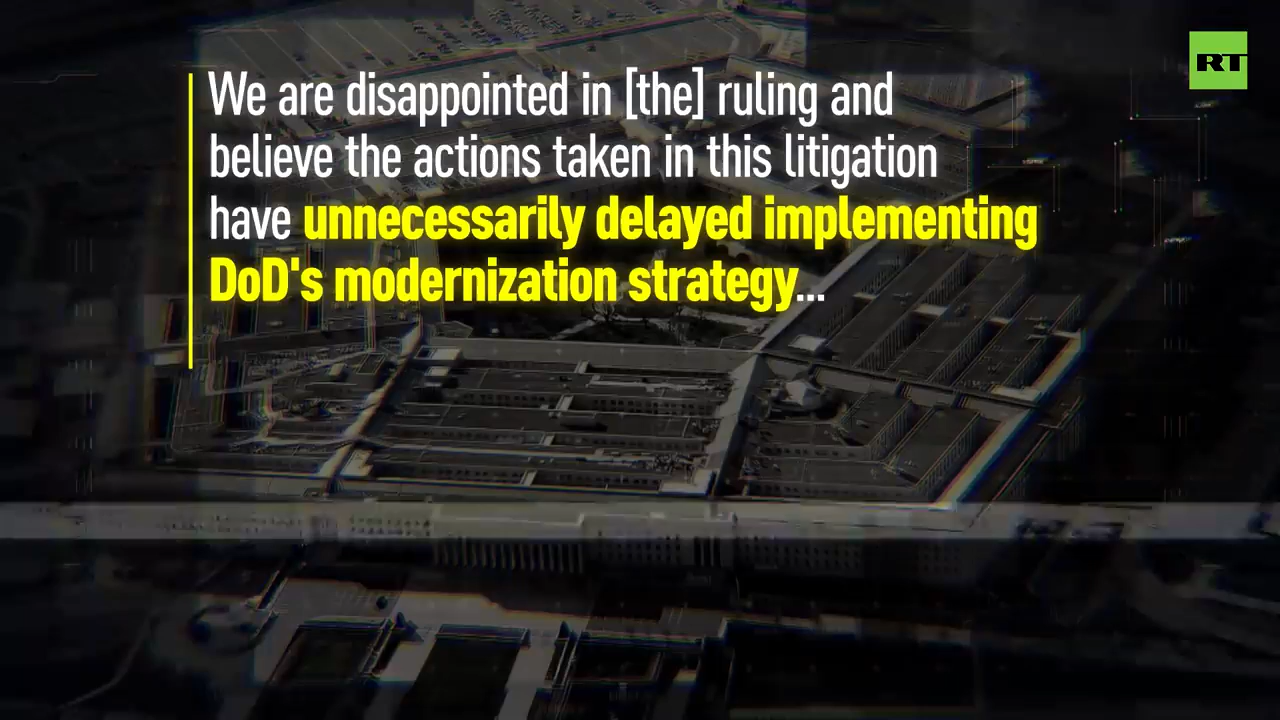 RT
We are disappointed in [the] ruling and
believe the actions taken in this litigation
have unnecessarily delayed implementing
DoD's modernization strategy...